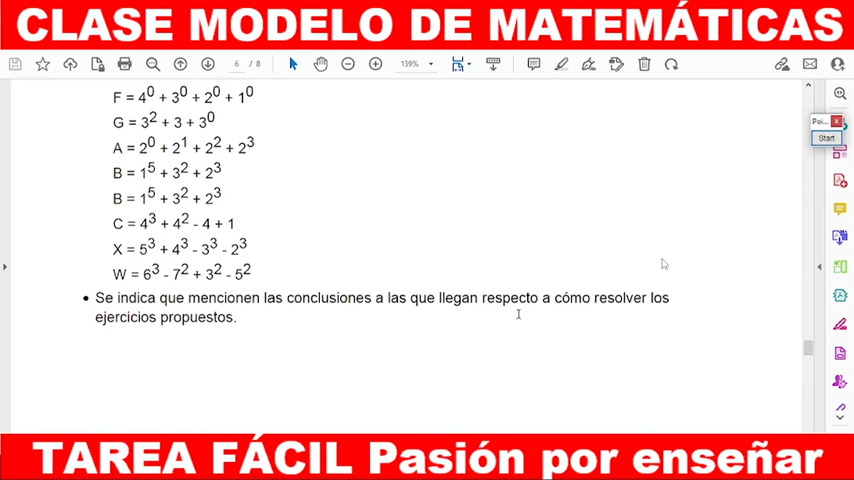 CLASE MODELO DE MATEMÁTICAS
6 / 8
139%
F = 4⁰ + 3⁰ + 2⁰ + 1⁰
G = 3² + 3 + 3⁰
A = 2⁰ + 2¹ + 2² + 2³
B = 1⁵ + 3² + 2³
B = 1⁵ + 3² + 2³
C = 4³ + 4² - 4 + 1
X = 5³ + 4³ - 3³ - 2³
W = 6³ - 7² + 3² - 5²
• Se indica que mencionen las conclusiones a las que llegan respecto a cómo resolver los
ejercicios propuestos.
Poi... x
Start
TAREA FÁCIL Pasión por enseñar